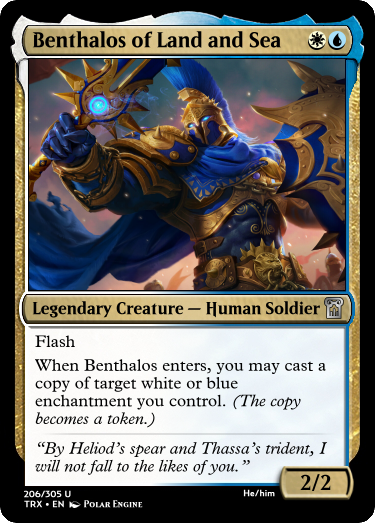 Benthalos of Land and Sea
Legendary Creature — Human Soldier
Flash
When Benthalos enters, you may cast a
copy of target white or blue
enchantment you control. (The copy
becomes a token.)
“By Heliod’s spear and Thassa’s trident, I
will not fall to the likes of you.”
2/2
206/305 U
He/him
TRX • EN Polar Engine